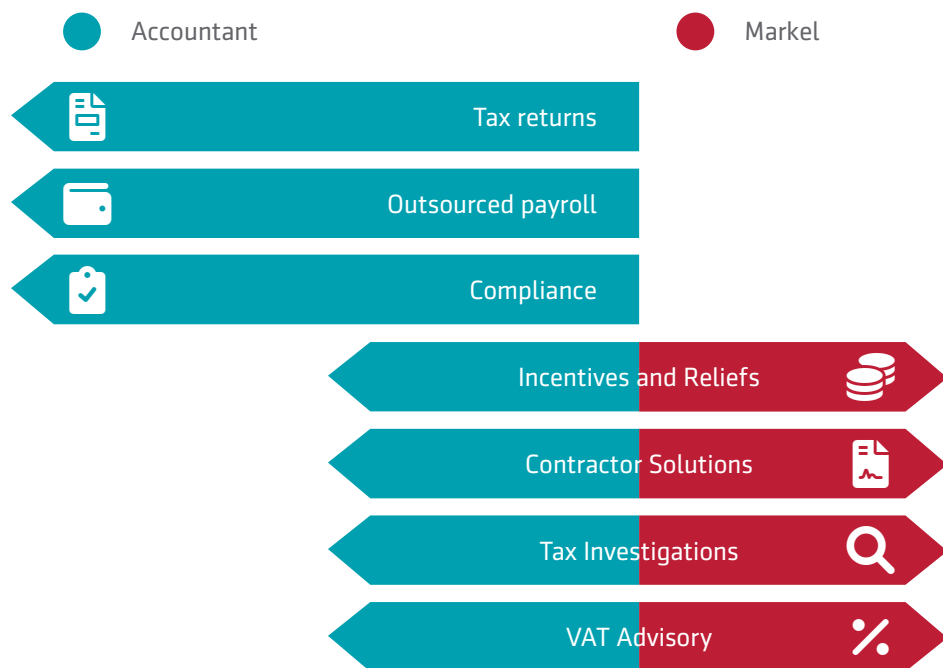 Accountant
Markel
Tax returns
Outsourced payroll
Compliance
Incentives and Reliefs
Contractor Solutions
Tax Investigations
VAT Advisory